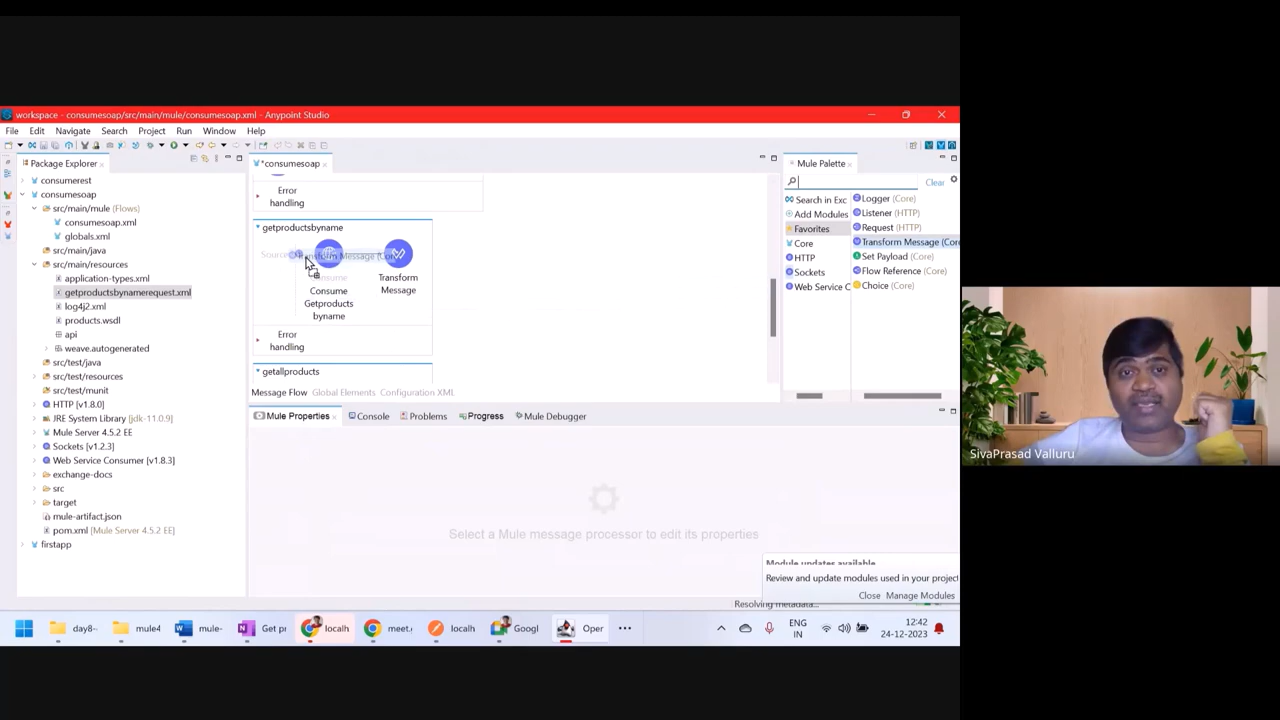 workspace - consumesoap/src/main/mule/consumesoap.xml - Anypoint Studio
File Edit Navigate Search Project Run Window Help
Package Explorer
consumerest
consumesoap
src/main/mule (Flows)
consumesoap.xml
globals.xml
src/main/java
src/main/resources
application-types.xml
getproductsbynamerequest.xml
log4j2.xml
products.wsdl
api
weave.autogenerated
src/test/java
src/test/resources
src/test/munit
HTTP [v1.8.0]
JRE System Library [jdk-11.0.9]
Mule Server 4.5.2 EE
Sockets [v1.2.3]
Web Service Consumer [v1.8.3]
exchange-docs
src
target
mule-artifact.json
pom.xml [Mule Server 4.5.2 EE]
firstapp
*consumesoap
Error
handling
getproductsbyname
Source
Transform Message (Cor
Consume
Consume
Getproducts
byname
Transform
Message
Error
handling
getallproducts
Message Flow Global Elements Configuration XML
Mule Palette
Clear
Search in Exc
Add Modules
Favorites
Core
HTTP
Sockets
Web Service C
Logger (Core)
Listener (HTTP)
Request (HTTP)
Transform Message (Core
Set Payload (Core)
Flow Reference (Core)
Choice (Core)
Mule Properties Console Problems Progress Mule Debugger
Select a Mule message processor to edit its properties
Module updates available
Review and update modules used in your project
Close Manage Modules
Resolving metadata...
day8- mule4 mule- Get pr localh meet. localh Googl Oper
ENG
IN
12:42
24-12-2023
SivaPrasad Valluru